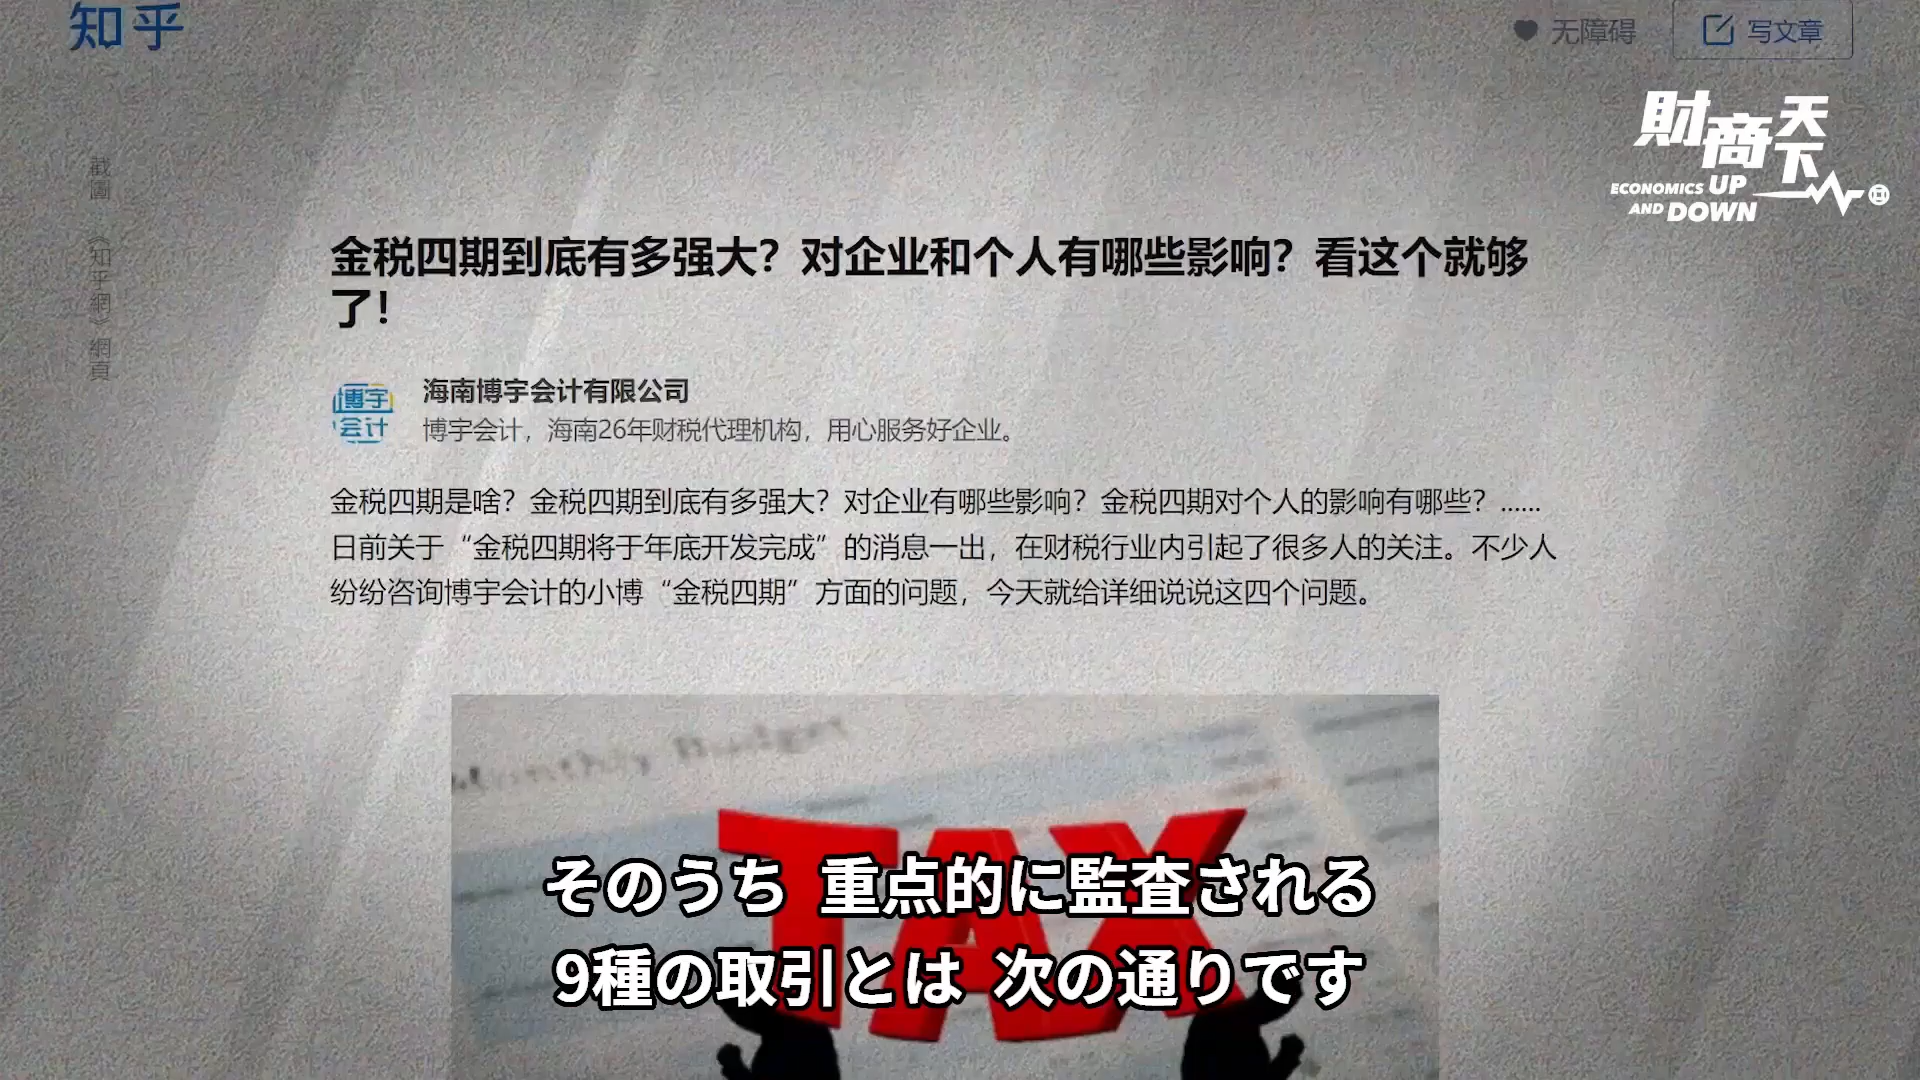 知乎
无障碍
写文章
財商天下
ECONOMICS UP
AND DOWN
截圖 《知乎網》網頁
金税四期到底有多强大？对企业和个人有哪些影响？看这个就够
了！
博宇
会计
海南博宇会计有限公司
博宇会计，海南26年财税代理机构，用心服务好企业。
金税四期是啥？金税四期到底有多强大？对企业有哪些影响？金税四期对个人的影响有哪些？......
日前关于“金税四期将于年底开发完成”的消息一出，在财税行业内引起了很多人的关注。不少人
纷纷咨询博宇会计的小博“金税四期”方面的问题，今天就给详细说说这四个问题。
Monthly Budget
TAX
そのうち 重点的に監査される
9種の取引とは 次の通りです